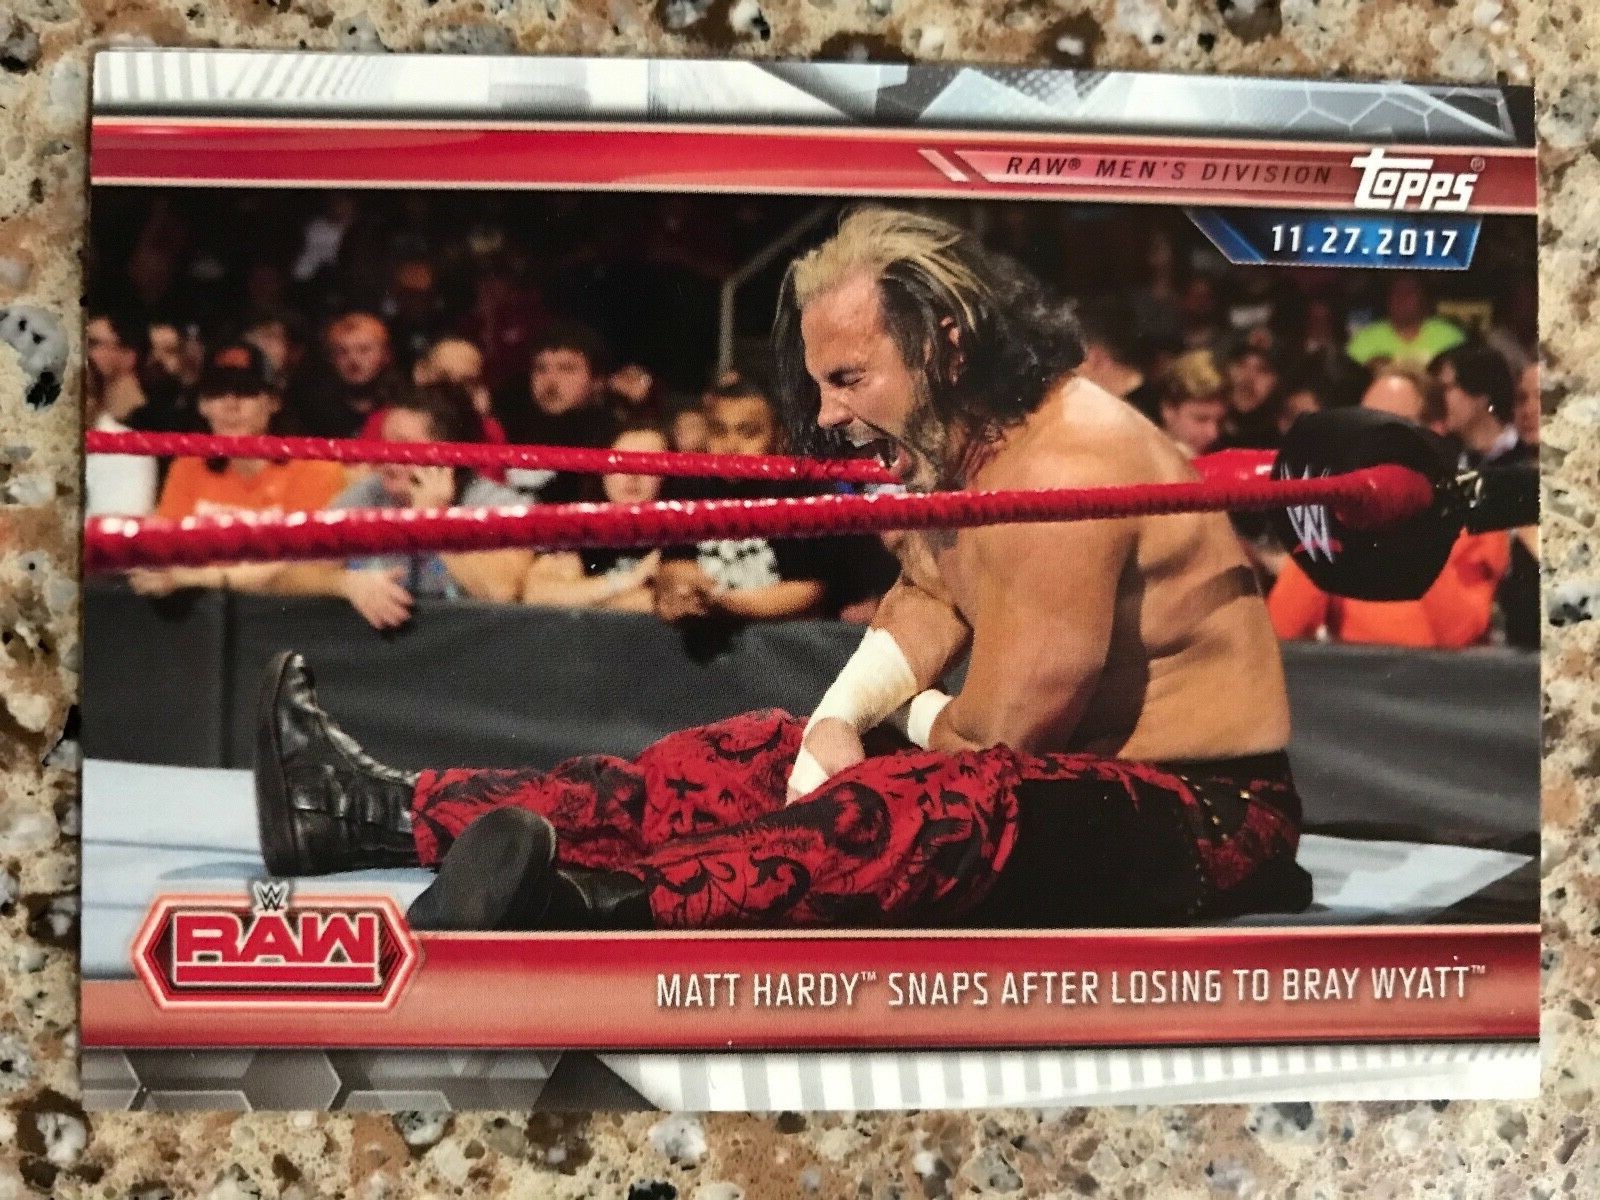 RAW® MEN'S DIVISION
Topps®
11.27.2017
W
W
RAW
MATT HARDY™ SNAPS AFTER LOSING TO BRAY WYATT™